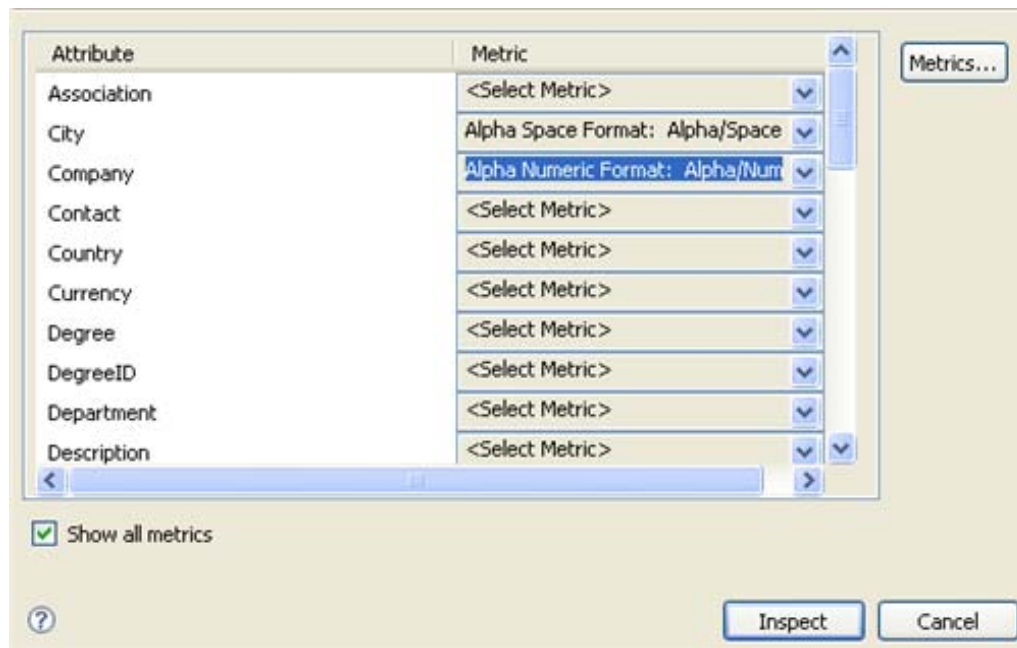 Attribute Metric
Metrics...
Association <Select Metric>
City Alpha Space Format: Alpha/Space
Company Alpha Numeric Format: Alpha/Num
Contact <Select Metric>
Country <Select Metric>
Currency <Select Metric>
Degree <Select Metric>
DegreeID <Select Metric>
Department <Select Metric>
Description <Select Metric>
Show all metrics
? Inspect Cancel